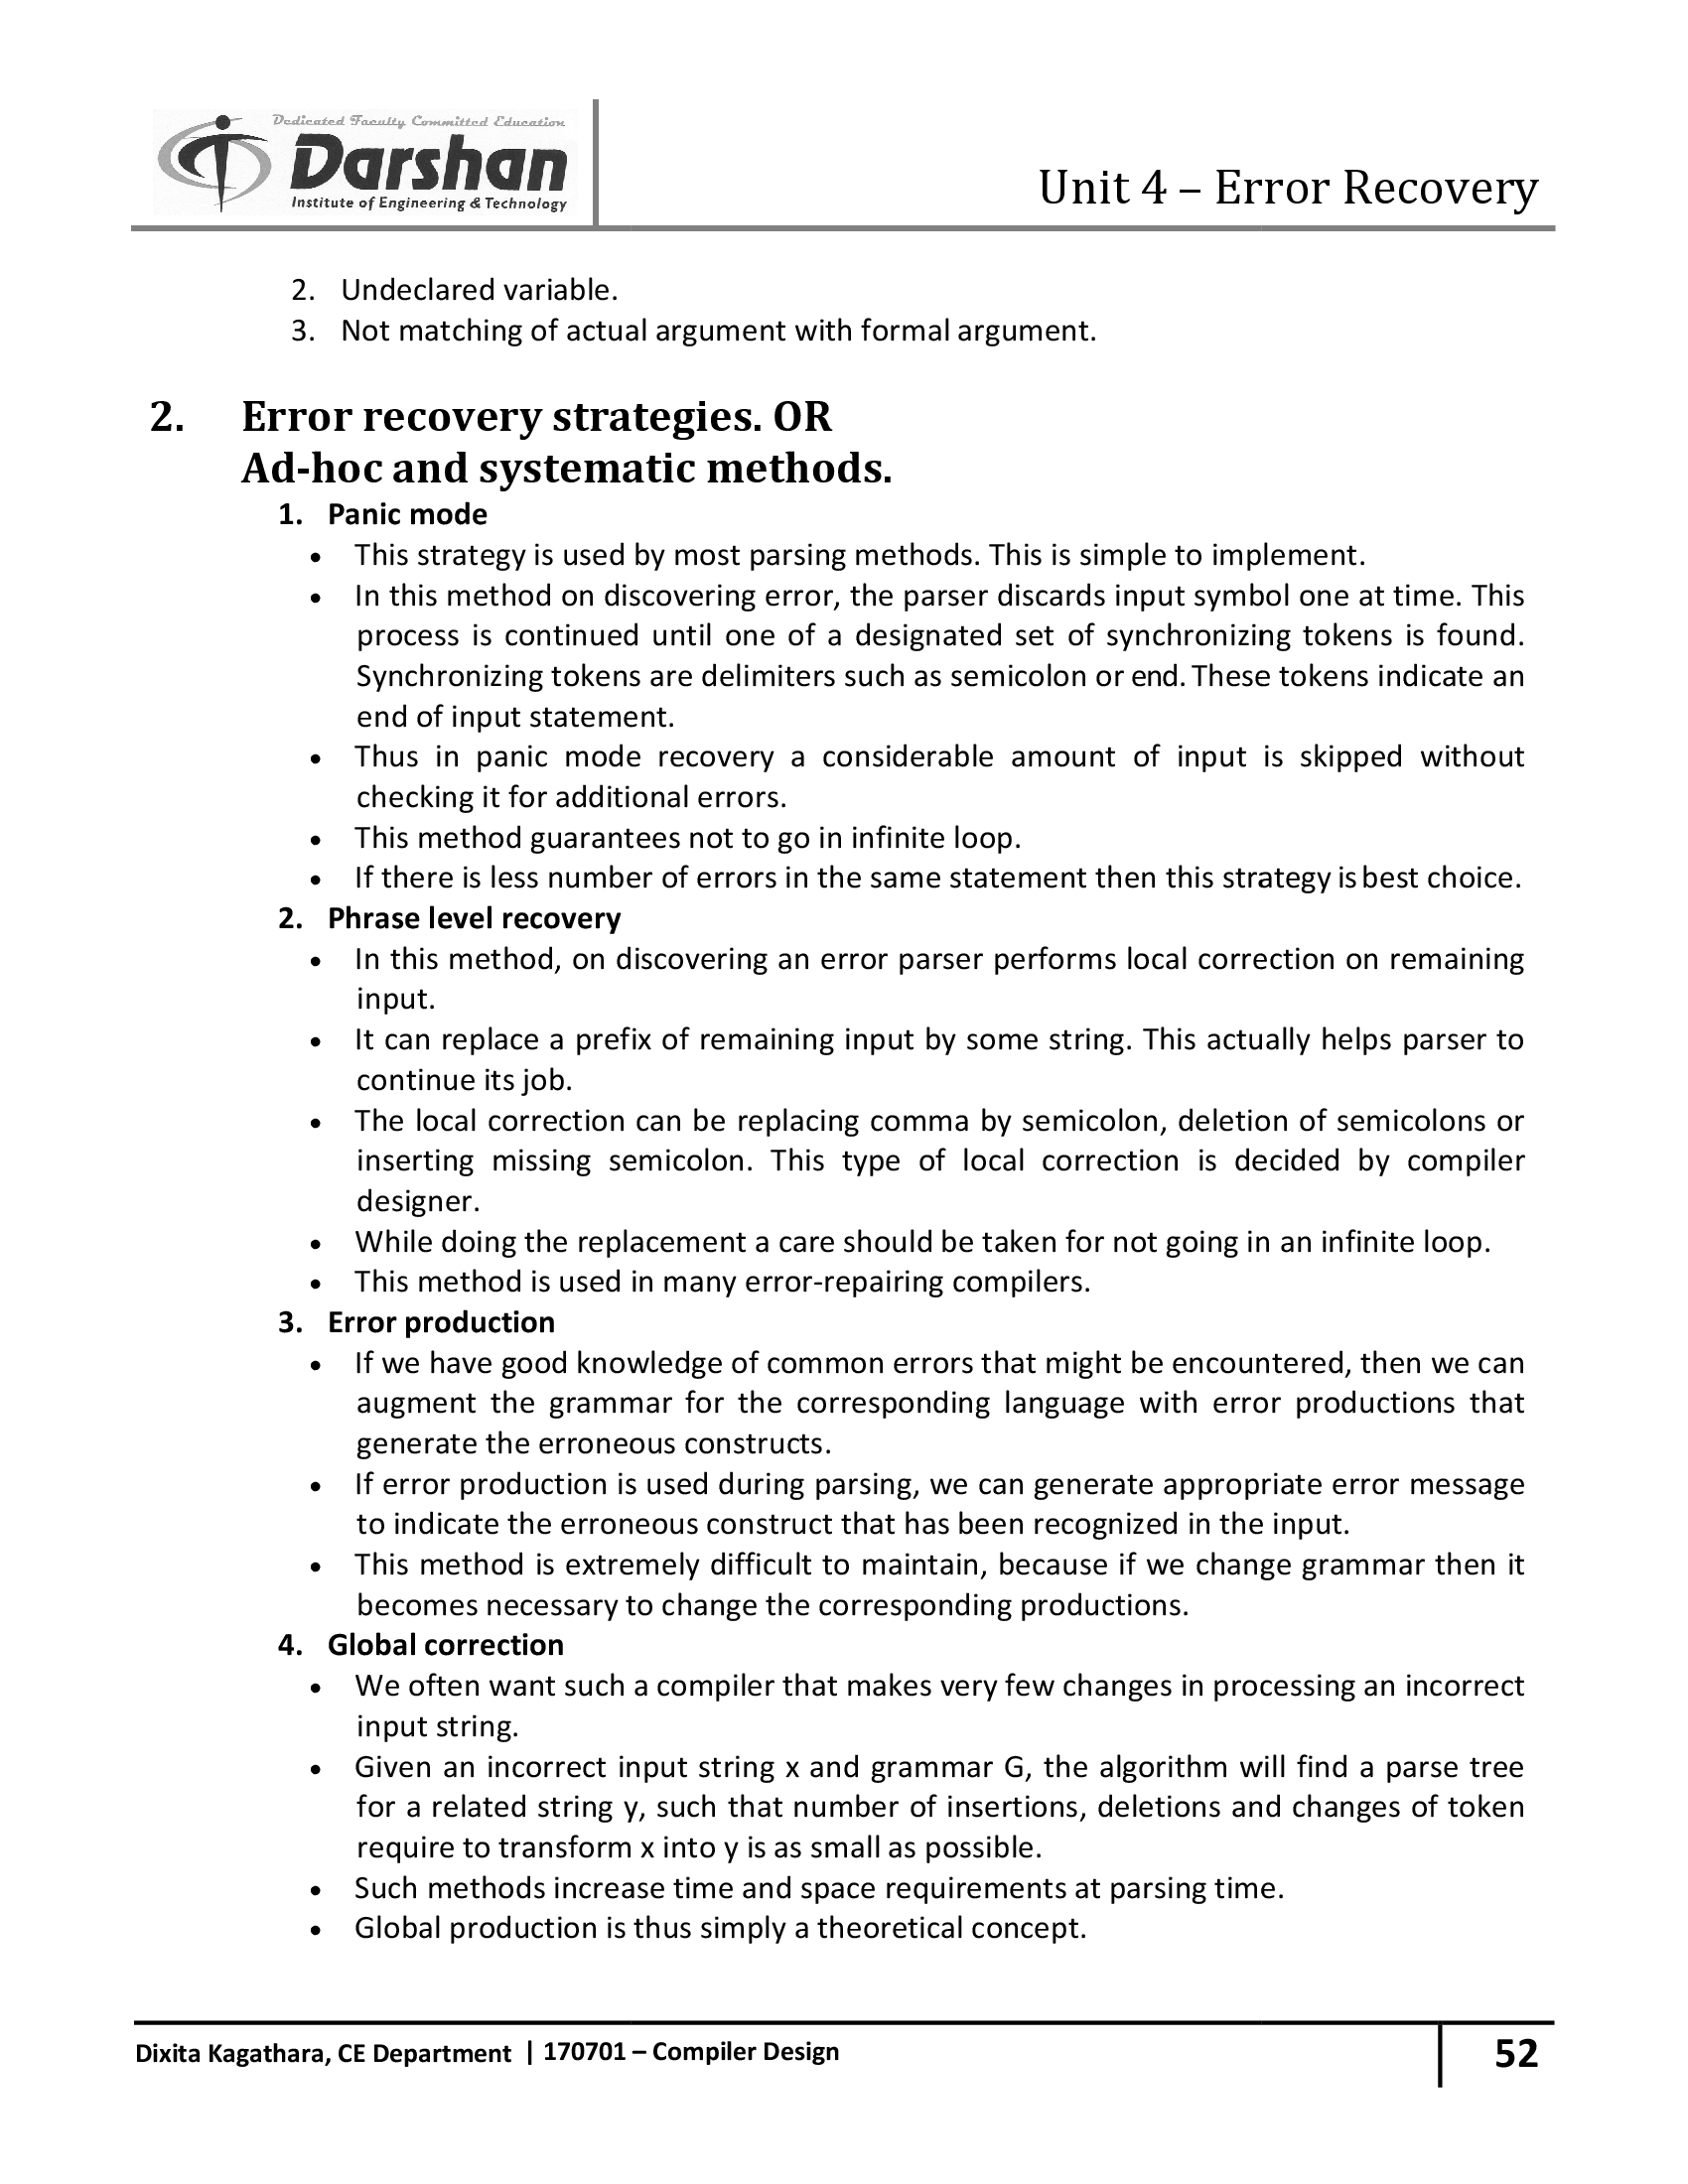 Dedicated Faculty Committed Education
Darshan
Institute of Engineering & Technology
Unit 4 – Error Recovery
2. Undeclared variable.
3. Not matching of actual argument with formal argument.
2. Error recovery strategies. OR
Ad-hoc and systematic methods.
1. Panic mode
• This strategy is used by most parsing methods. This is simple to implement.
• In this method on discovering error, the parser discards input symbol one at time. This
process is continued until one of a designated set of synchronizing tokens is found.
Synchronizing tokens are delimiters such as semicolon or end. These tokens indicate an
end of input statement.
• Thus in panic mode recovery a considerable amount of input is skipped without
checking it for additional errors.
• This method guarantees not to go in infinite loop.
• If there is less number of errors in the same statement then this strategy is best choice.
2. Phrase level recovery
• In this method, on discovering an error parser performs local correction on remaining
input.
• It can replace a prefix of remaining input by some string. This actually helps parser to
continue its job.
• The local correction can be replacing comma by semicolon, deletion of semicolons or
inserting missing semicolon. This type of local correction is decided by compiler
designer.
• While doing the replacement a care should be taken for not going in an infinite loop.
• This method is used in many error-repairing compilers.
3. Error production
• If we have good knowledge of common errors that might be encountered, then we can
augment the grammar for the corresponding language with error productions that
generate the erroneous constructs.
• If error production is used during parsing, we can generate appropriate error message
to indicate the erroneous construct that has been recognized in the input.
• This method is extremely difficult to maintain, because if we change grammar then it
becomes necessary to change the corresponding productions.
4. Global correction
• We often want such a compiler that makes very few changes in processing an incorrect
input string.
• Given an incorrect input string x and grammar G, the algorithm will find a parse tree
for a related string y, such that number of insertions, deletions and changes of token
require to transform x into y is as small as possible.
• Such methods increase time and space requirements at parsing time.
• Global production is thus simply a theoretical concept.
Dixita Kagathara, CE Department | 170701 – Compiler Design
52